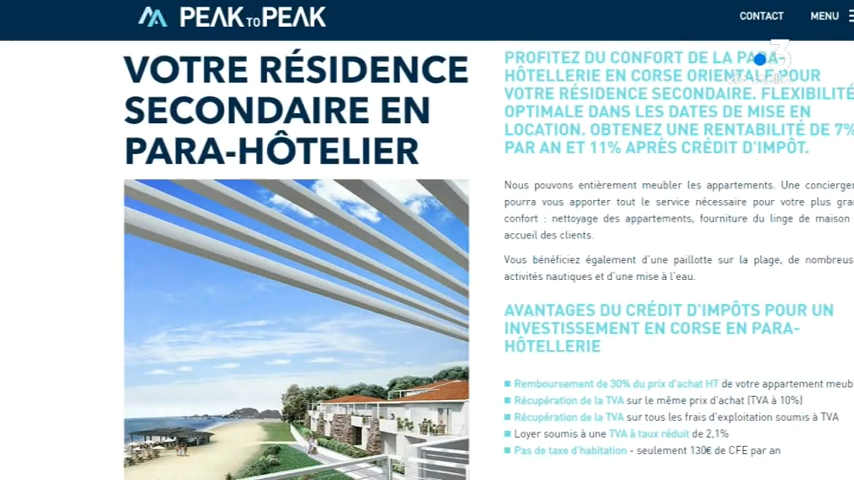 PEAK TO PEAK
CONTACT
MENU
VOTRE RÉSIDENCE
SECONDAIRE EN
PARA-HÔTELIER
PROFITEZ DU CONFORT DE LA PARA-
HÔTELLERIE EN CORSE ORIENTALE POUR
VOTRE RÉSIDENCE SECONDAIRE. FLEXIBILITÉ
OPTIMALE DANS LES DATES DE MISE EN
LOCATION. OBTENEZ UNE RENTABILITÉ DE 7%
PAR AN ET 11% APRÈS CRÉDIT D'IMPÔT.
Nous pouvons entièrement meubler les appartements. Une concierger
pourra vous apporter tout le service nécessaire pour votre plus gran
confort : nettoyage des appartements, fourniture du linge de maison
accueil des clients.
Vous bénéficiez également d'une paillotte sur la plage, de nombreus
activités nautiques et d'une mise à l'eau.
AVANTAGES DU CRÉDIT D'IMPÔTS POUR UN
INVESTISSEMENT EN CORSE EN PARA-
HÔTELLERIE
Remboursement de 30% du prix d'achat HT de votre appartement meub
Récupération de la TVA sur le même prix d'achat (TVA à 10%)
Récupération de la TVA sur tous les frais d'exploitation soumis à TVA
Loyer soumis à une TVA à taux réduit de 2,1%
Pas de taxe d'habitation - seulement 130€ de CFE par an
3